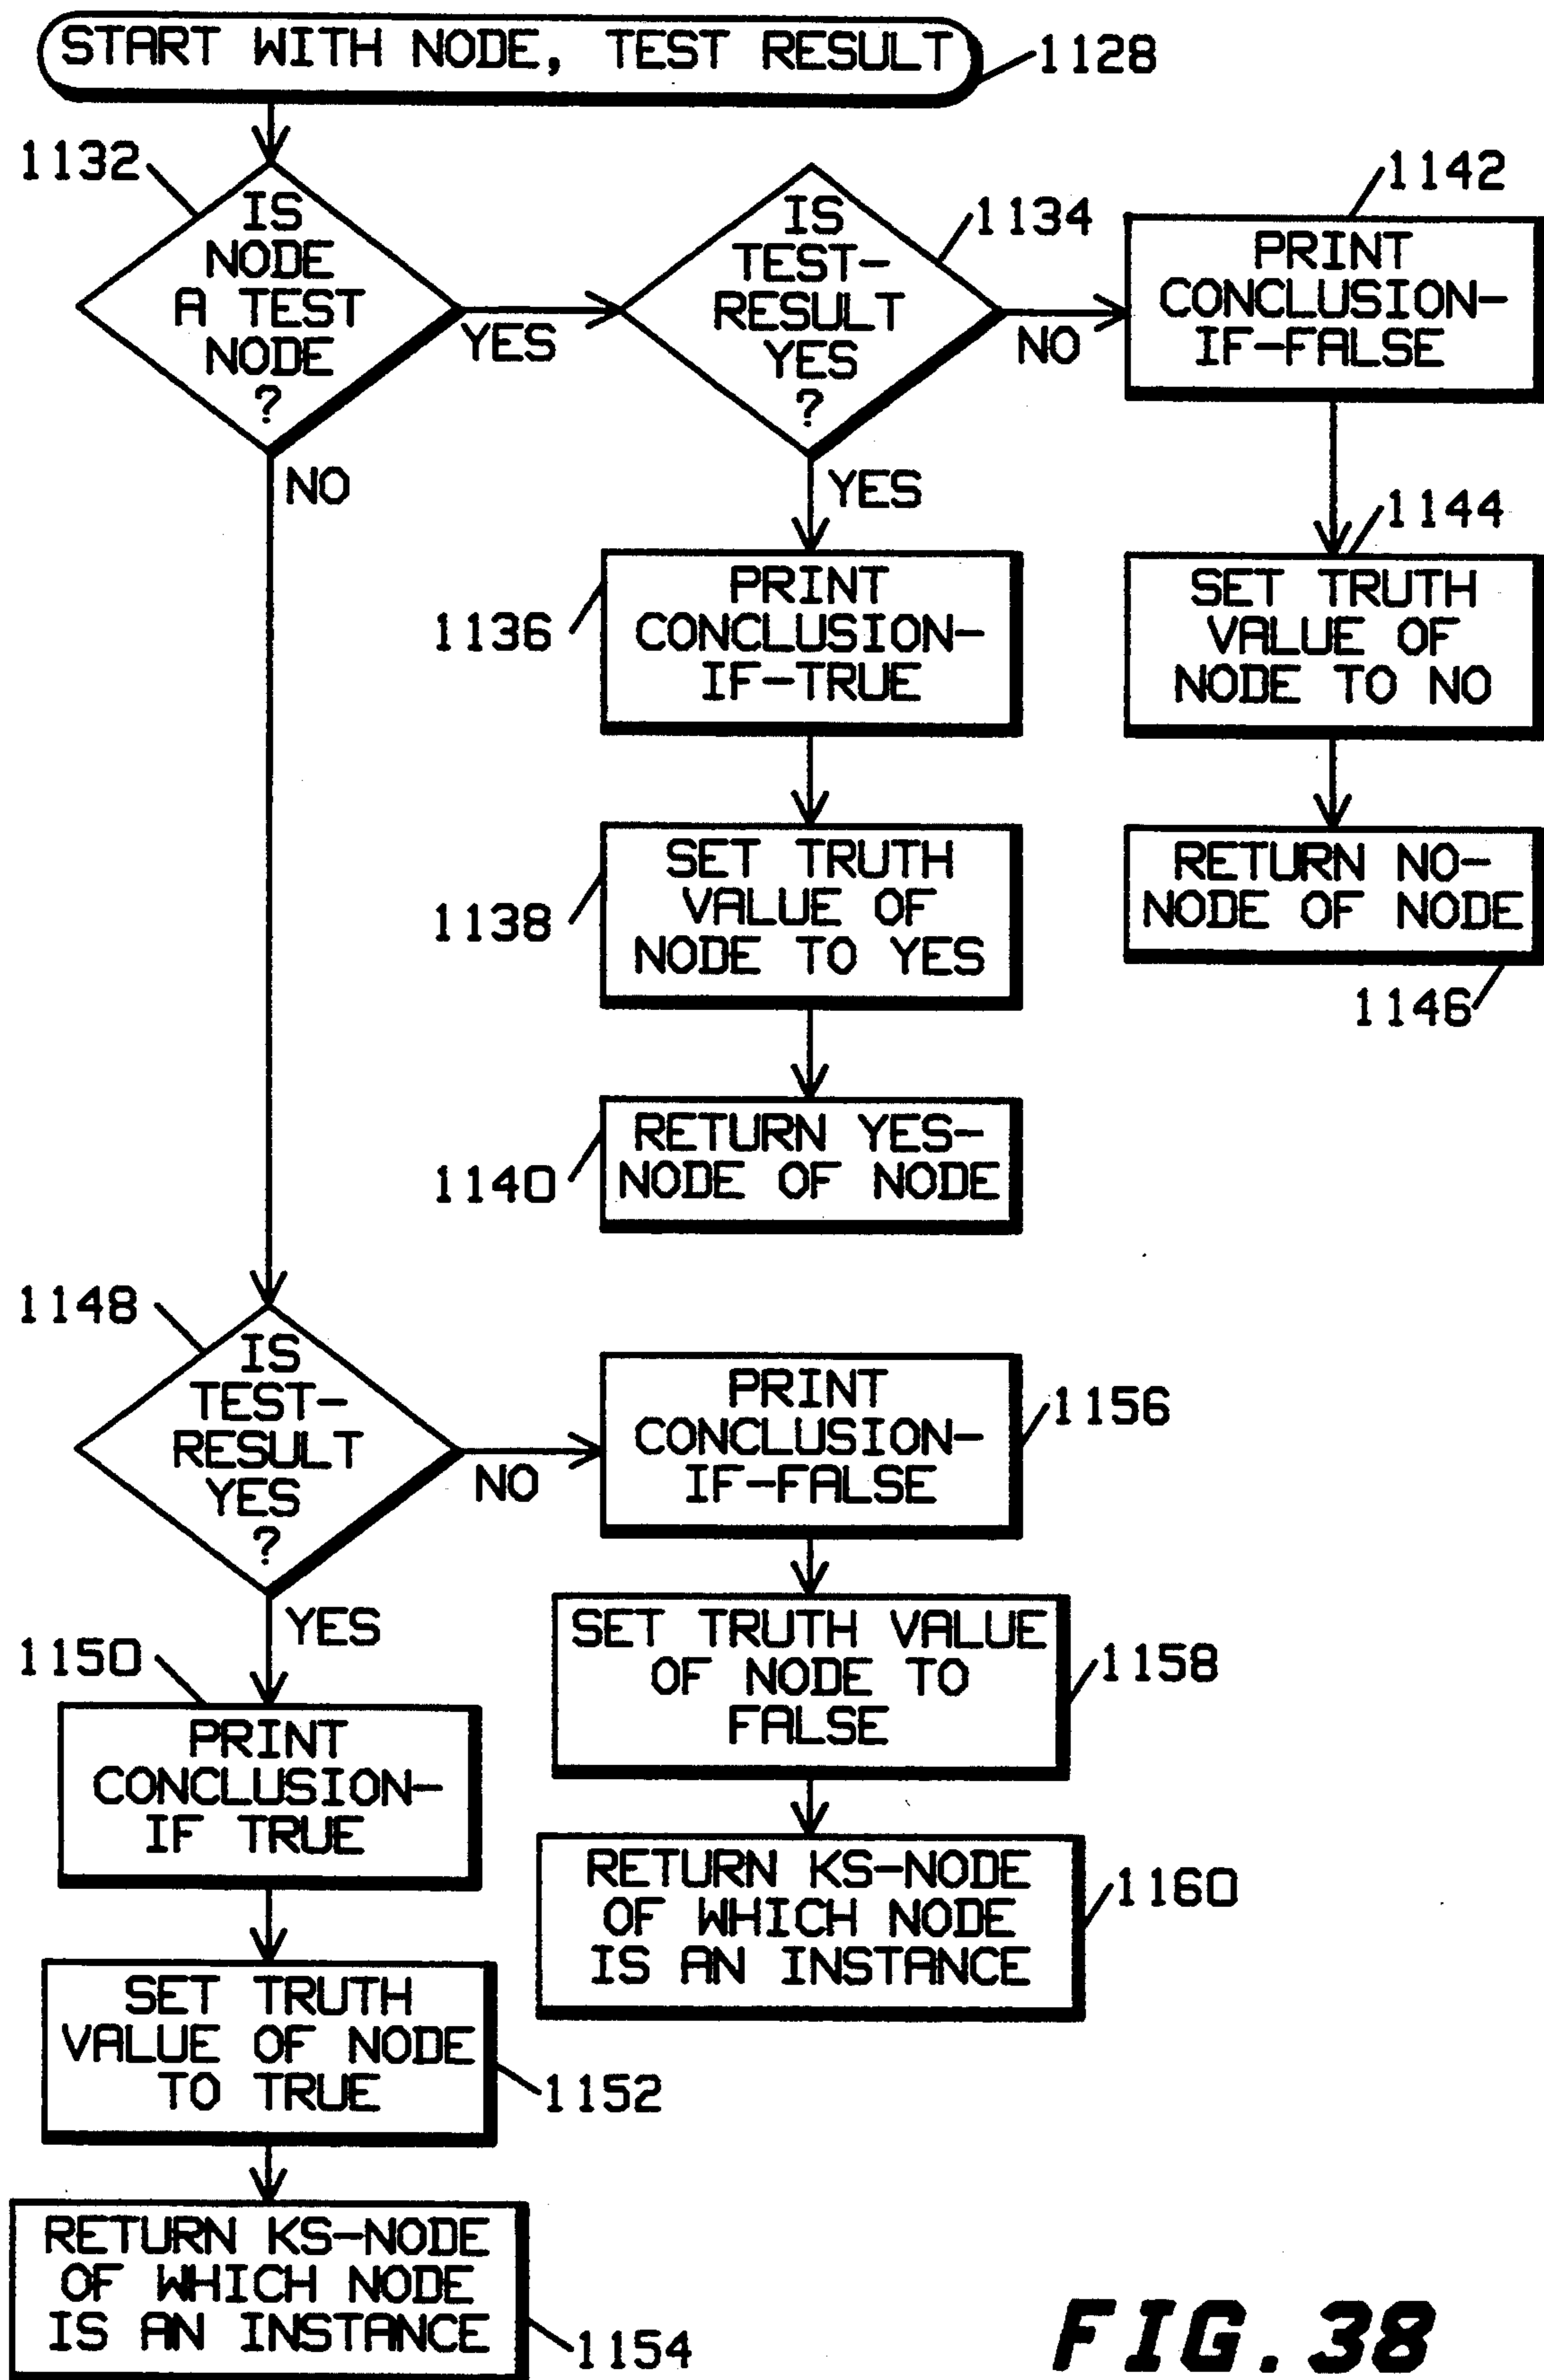 START WITH NODE, TEST RESULT
1128
1132
IS
NODE
A TEST
NODE
?
YES
NO
IS
TEST-
RESULT
YES
?
1134
NO
YES
1142
PRINT
CONCLUSION-
IF-FALSE
1144
SET TRUTH
VALUE OF
NODE TO NO
RETURN NO-
NODE OF NODE
1146
1136
PRINT
CONCLUSION-
IF-TRUE
1138
SET TRUTH
VALUE OF
NODE TO YES
1140
RETURN YES-
NODE OF NODE
1148
IS
TEST-
RESULT
YES
?
NO
YES
PRINT
CONCLUSION-
IF-FALSE
1156
SET TRUTH VALUE
OF NODE TO
FALSE
1158
RETURN KS-NODE
OF WHICH NODE
IS AN INSTANCE
1160
1150
PRINT
CONCLUSION-
IF TRUE
SET TRUTH
VALUE OF NODE
TO TRUE
1152
RETURN KS-NODE
OF WHICH NODE
IS AN INSTANCE
1154
FIG.38